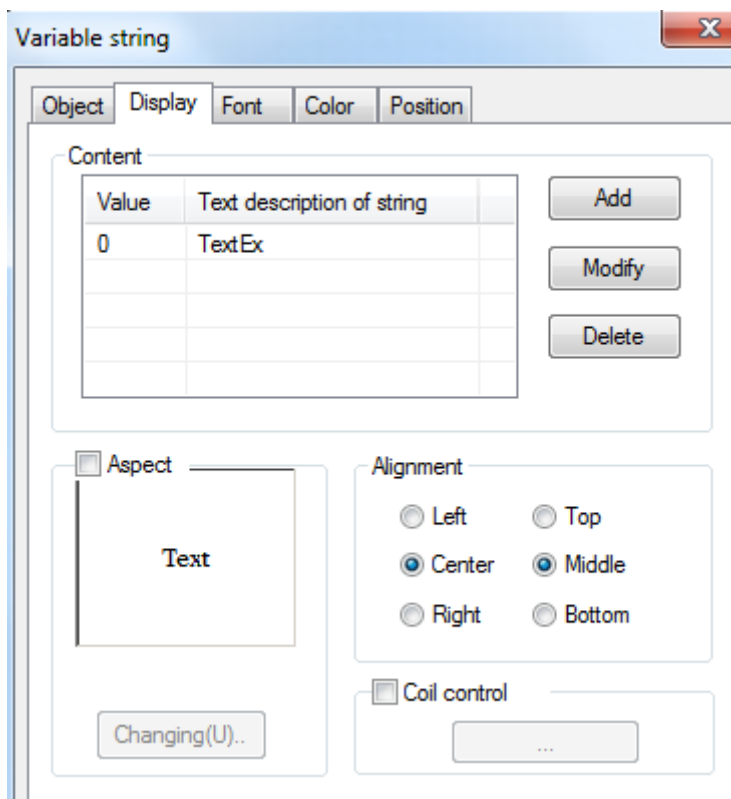 Variable string
Object Display Font Color Position
Content
Value Text description of string
0 TextEx
Add
Modify
Delete
Aspect
Text
Changing(U)..
Alignment
Left Top
Center Middle
Right Bottom
Coil control
...